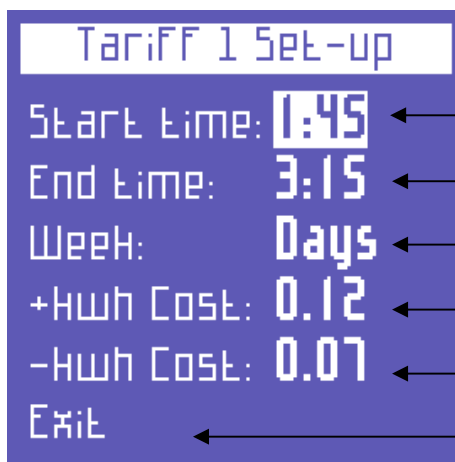 Tariff 1 Set-up
Start time: 1:45
End time: 3:15
Week: Days
+kwh Cost: 0.12
-kwh Cost: 0.07
Exit